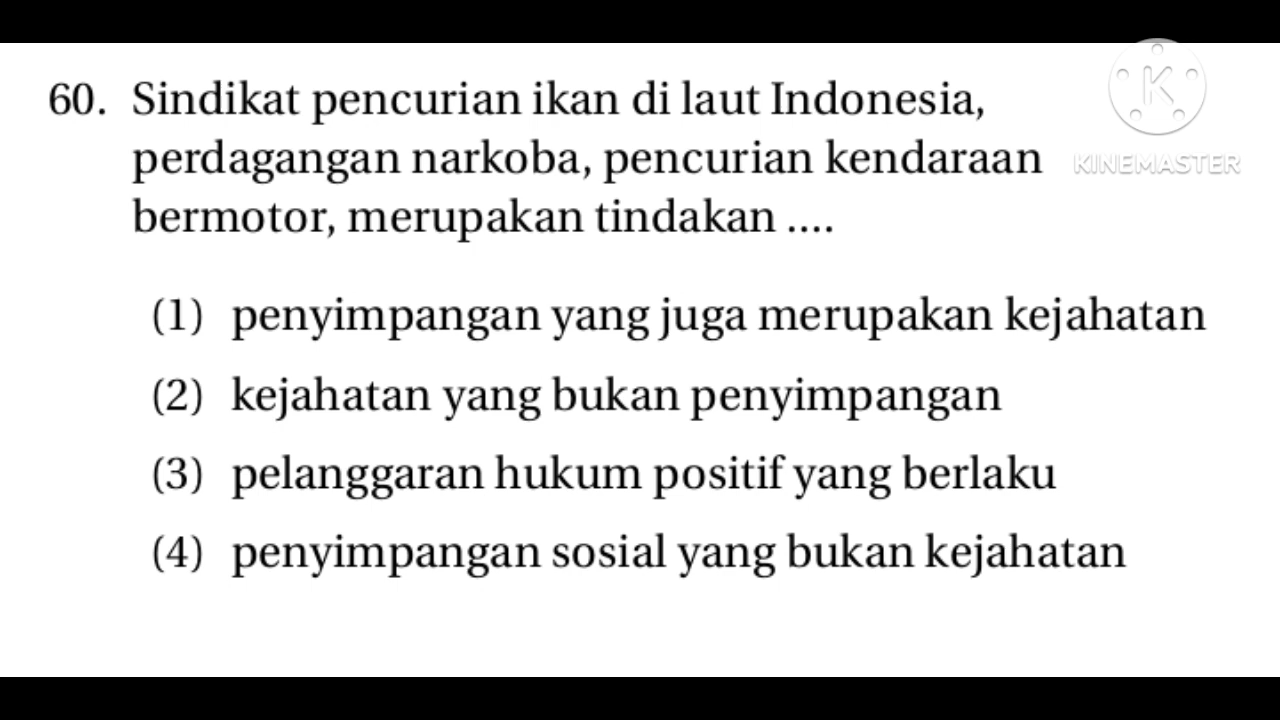 60. Sindikat pencurian ikan di laut Indonesia,
perdagangan narkoba, pencurian kendaraan
bermotor, merupakan tindakan ....
(1) penyimpangan yang juga merupakan kejahatan
(2) kejahatan yang bukan penyimpangan
(3) pelanggaran hukum positif yang berlaku
(4) penyimpangan sosial yang bukan kejahatan
K
KINEMASTER